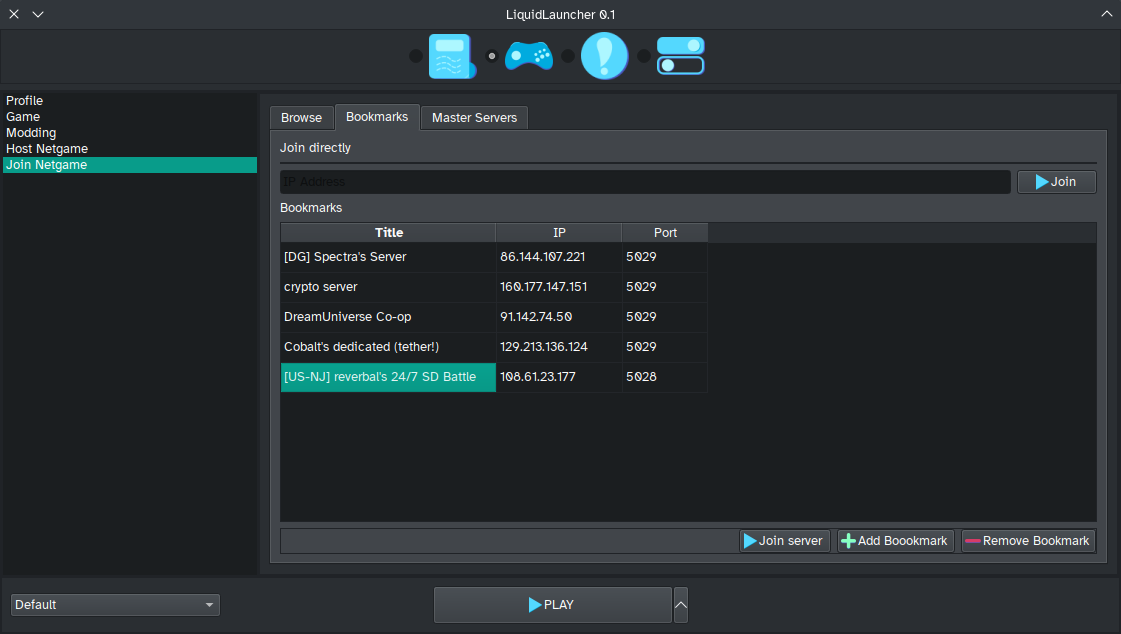 LiquidLauncher 0.1
Profile
Game
Modding
Host Netgame
Join Netgame
Browse Bookmarks Master Servers
Join directly
IP Address Join
Bookmarks
Title IP Port
[DG] Spectra's Server 86.144.107.221 5029
crypto server 160.177.147.151 5029
DreamUniverse Co-op 91.142.74.50 5029
Cobalt's dedicated (tether!) 129.213.136.124 5029
[US-NJ] reverbal's 24/7 SD Battle 108.61.23.177 5028
Join server Add Boookmark Remove Bookmark
Default PLAY